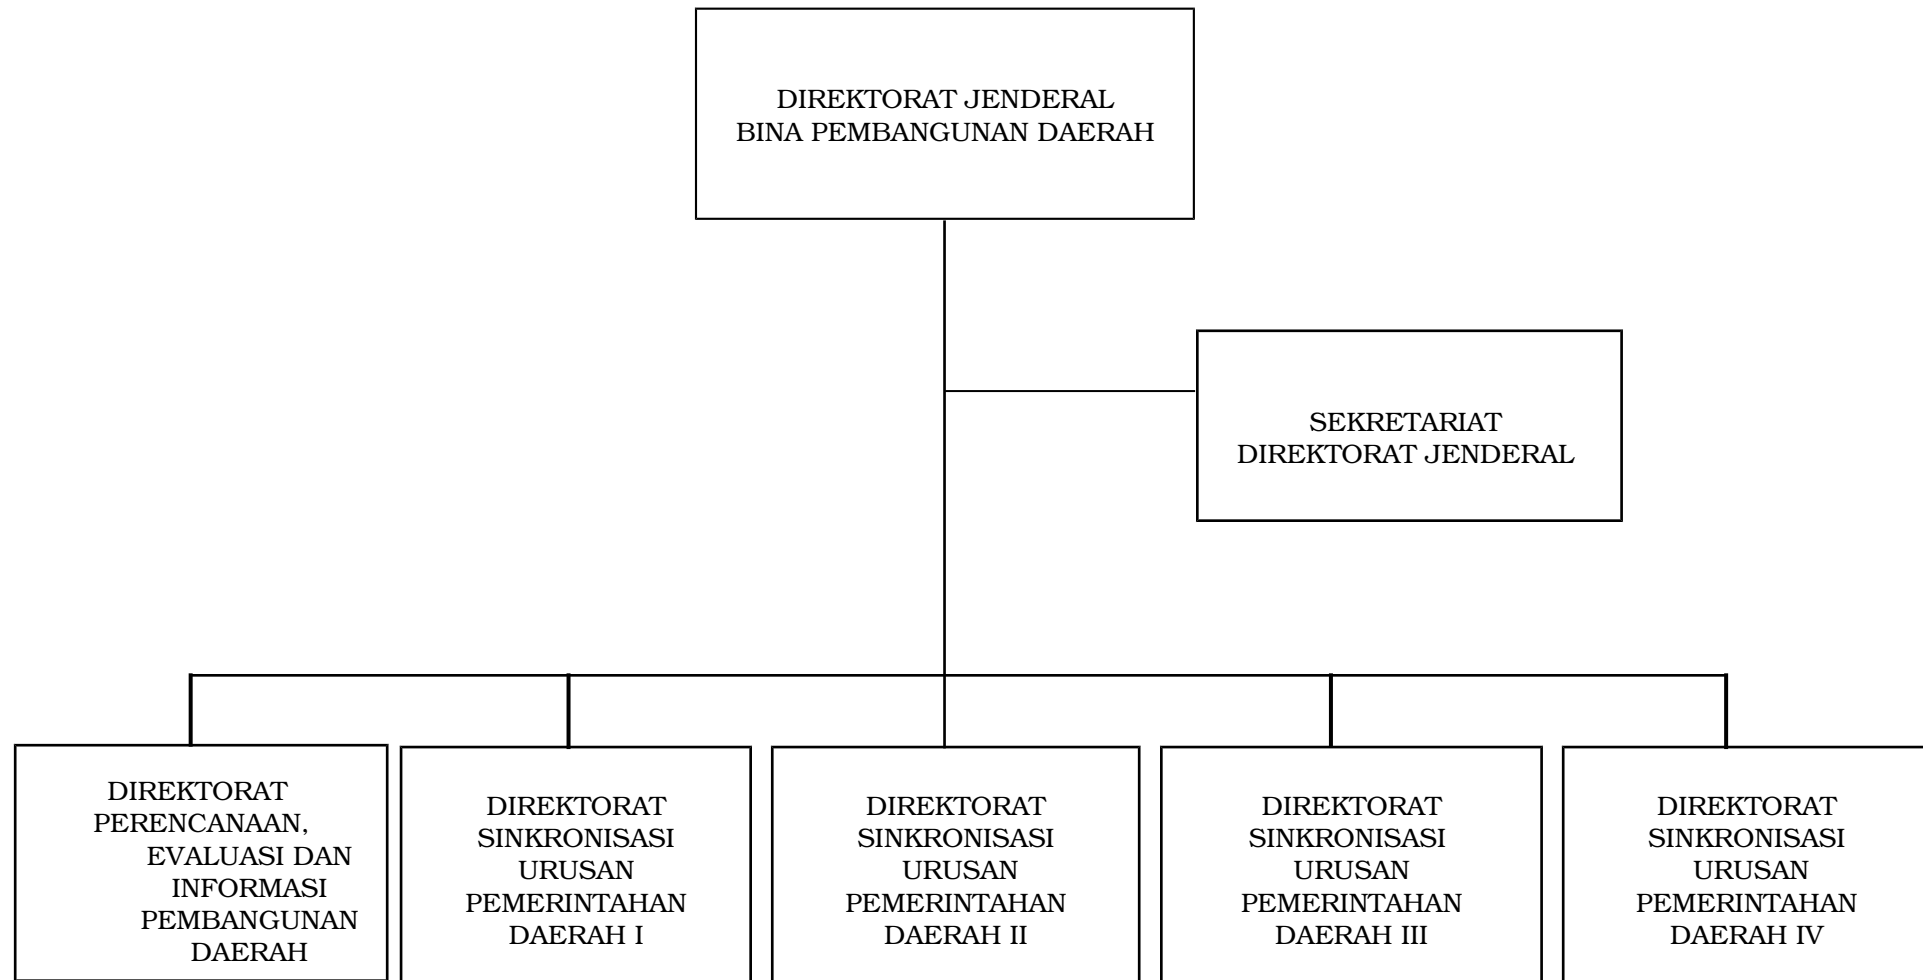 DIREKTORAT JENDERAL
BINA PEMBANGUNAN DAERAH
SEKRETARIAT
DIREKTORAT JENDERAL
DIREKTORAT
PERENCANAAN,
EVALUASI DAN
INFORMASI
PEMBANGUNAN
DAERAH
DIREKTORAT
SINKRONISASI
URUSAN
PEMERINTAHAN
DAERAH I
DIREKTORAT
SINKRONISASI
URUSAN
PEMERINTAHAN
DAERAH II
DIREKTORAT
SINKRONISASI
URUSAN
PEMERINTAHAN
DAERAH III
DIREKTORAT
SINKRONISASI
URUSAN
PEMERINTAHAN
DAERAH IV